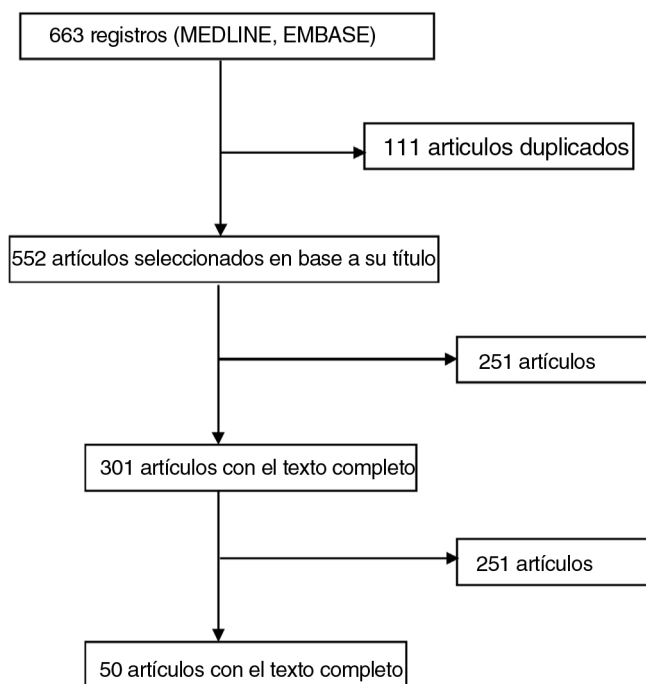 663 registros (MEDLINE, EMBASE)
111 articulos duplicados
552 artículos seleccionados en base a su título
251 artículos
301 artículos con el texto completo
251 artículos
50 artículos con el texto completo